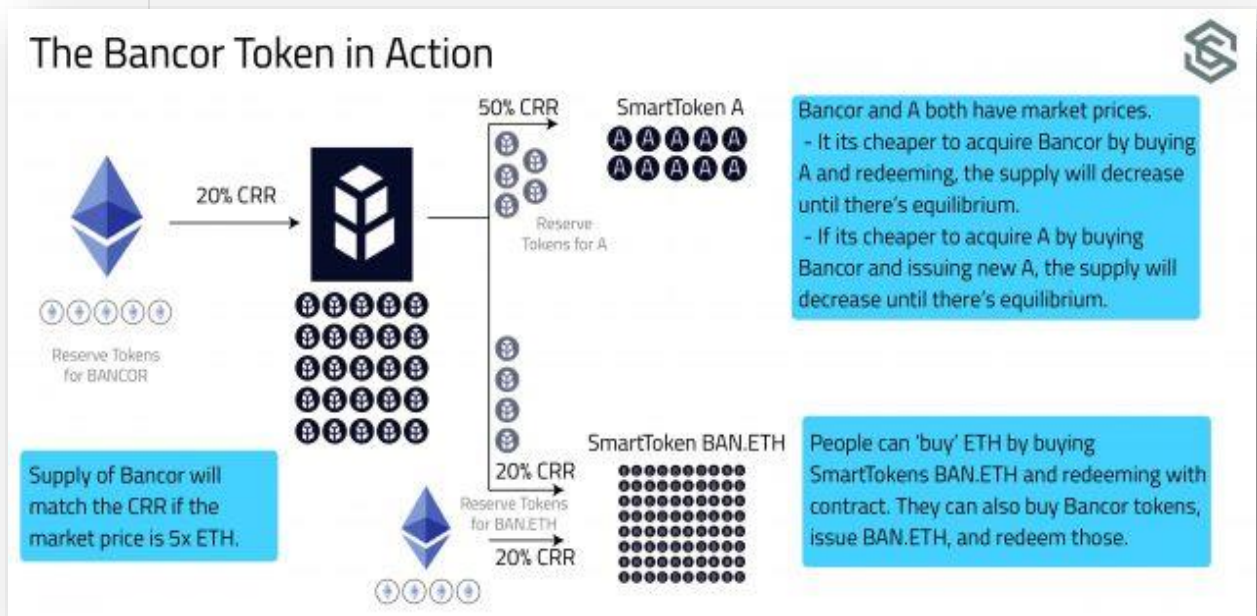 The Bancor Token in Action
50% CRR
SmartToken A
20% CRR
Reserve
Tokens for A
Reserve Tokens
for BANCOR
Bancor and A both have market prices.
- It its cheaper to acquire Bancor by buying
A and redeeming, the supply will decrease
until there's equilibrium.
- If its cheaper to acquire A by buying
Bancor and issuing new A, the supply will
decrease until there's equilibrium.
Supply of Bancor will
match the CRR if the
market price is 5x ETH.
SmartToken BAN.ETH
20% CRR
Reserve Tokens
for BAN.ETH
20% CRR
People can 'buy' ETH by buying
SmartTokens BAN.ETH and redeeming with
contract. They can also buy Bancor tokens,
issue BAN.ETH, and redeem those.